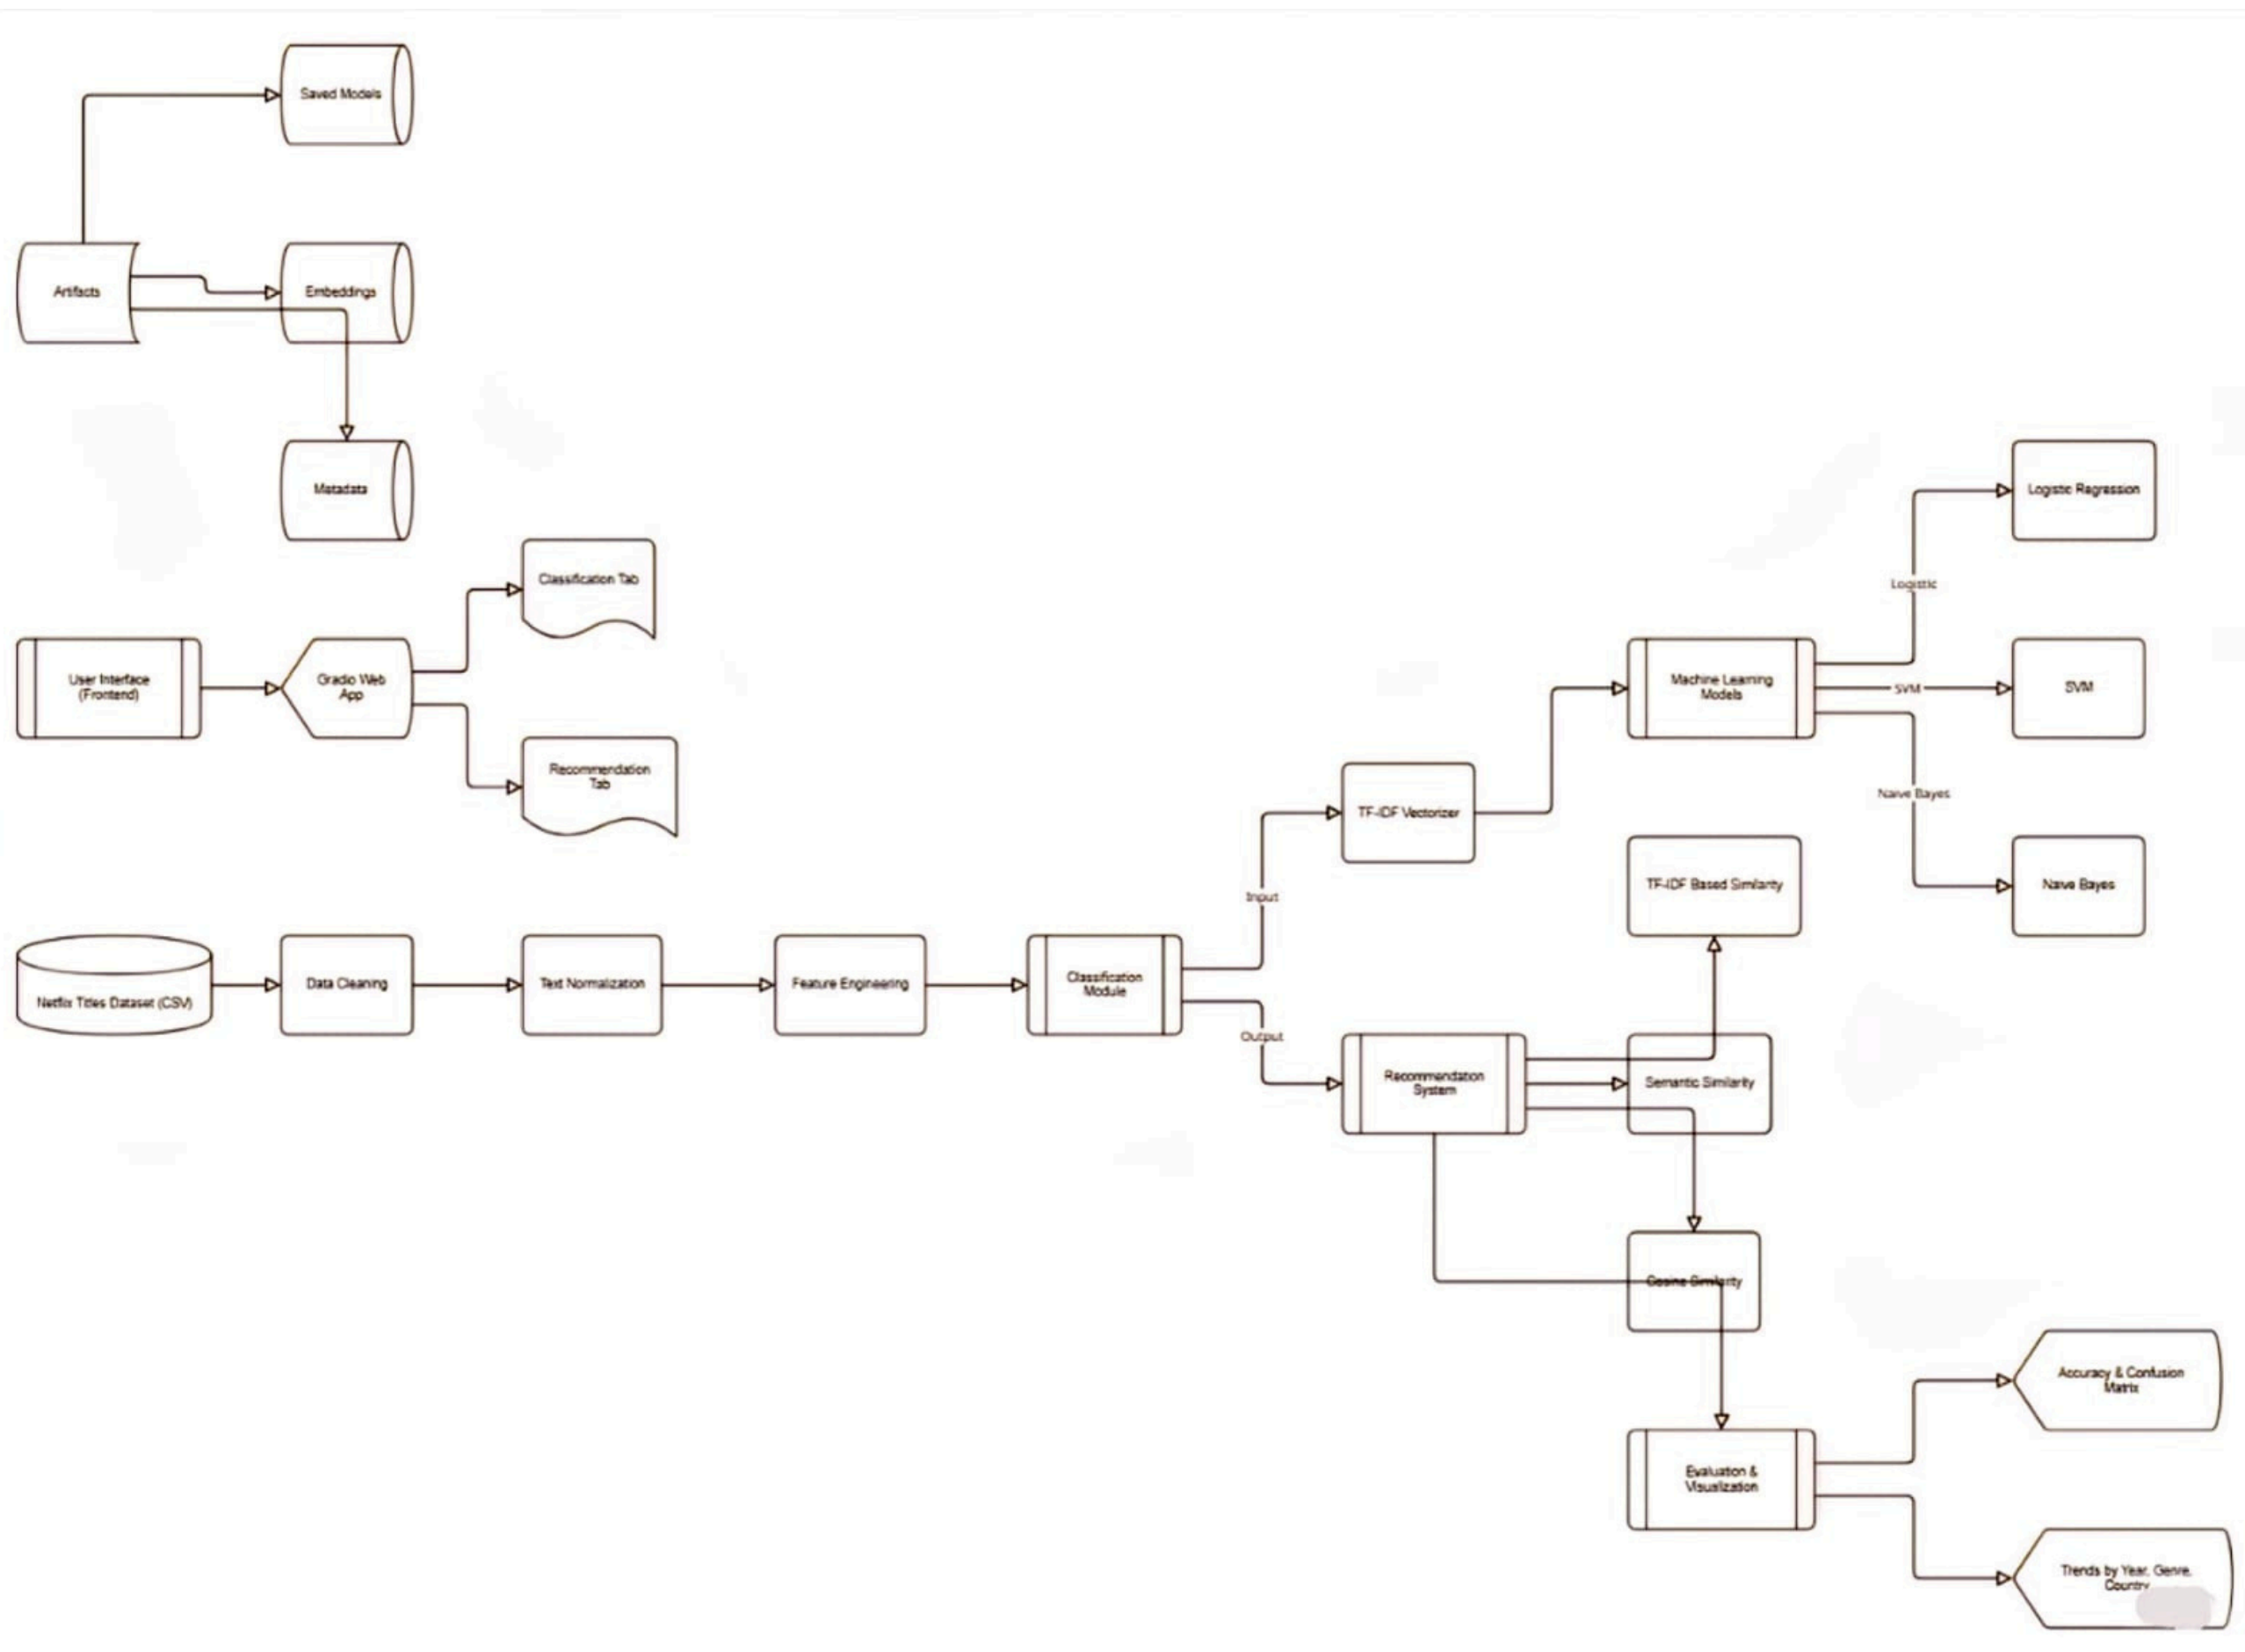 Saved Models
Artifacts
Embeddings
Metadata
Classification Tab
User Interface
(Frontend)
Gradio Web
App
Recommendation
Tab
Logistic Regression
Logistic
Machine Learning
Models
SVM
SVM
Naive Bayes
Naive Bayes
TF-IDF Vectorizer
TF-IDF Based Similarity
Input
Netflix Titles Dataset (CSV)
Data Cleaning
Text Normalization
Feature Engineering
Classification
Module
Output
Recommendation
System
Semantic Similarity
Cosine Similarity
Accuracy & Confusion
Matrix
Evaluation &
Visualization
Trends by Year, Genre,
Country